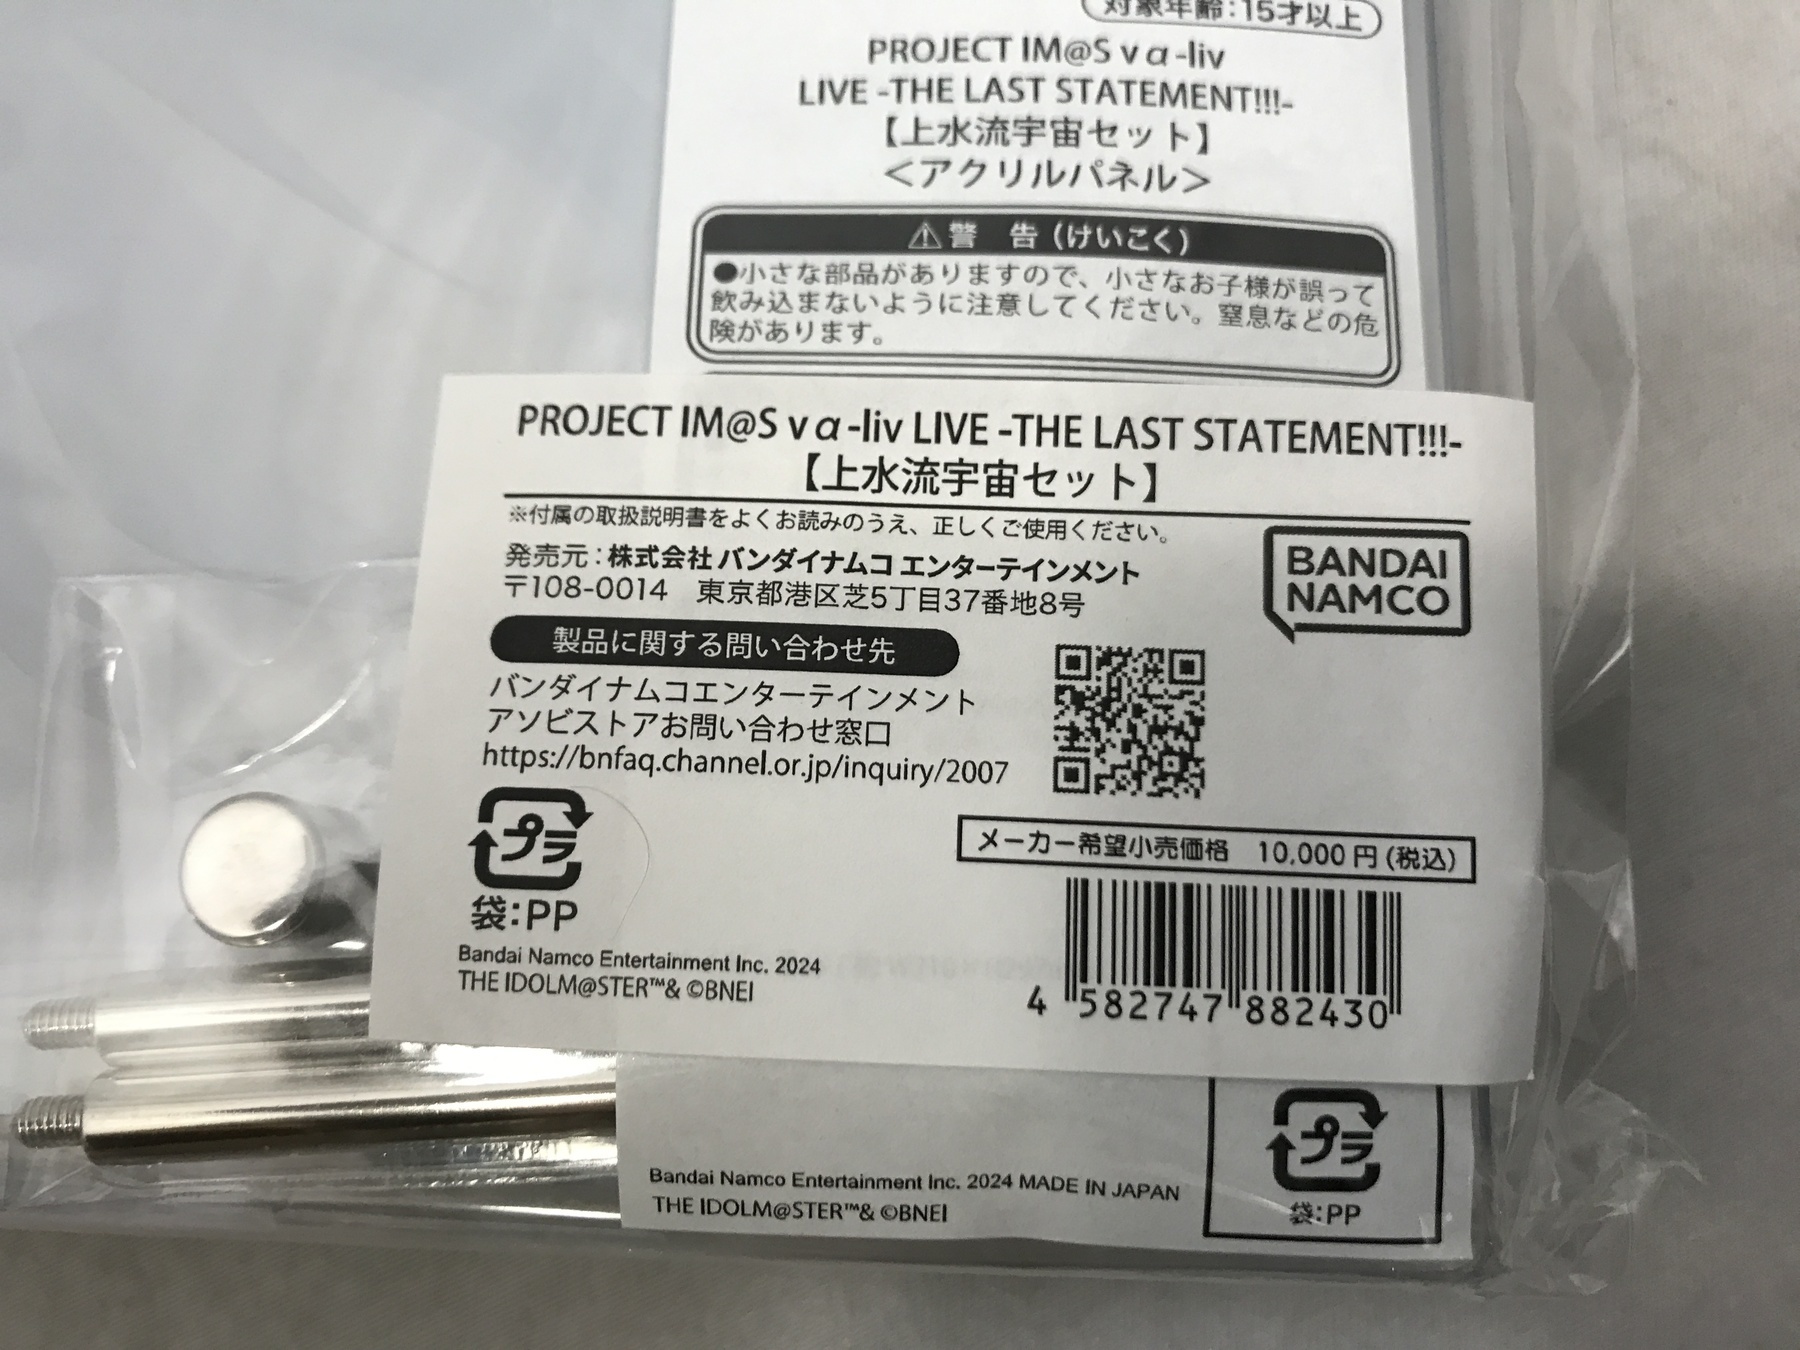 対象年齢:15才以上
PROJECT IM@S vα-liv
LIVE -THE LAST STATEMENT!!!-
【上水流宇宙セット】
＜アクリルパネル＞
⚠警 告(けいこく)
●小さな部品がありますので、小さなお子様が誤って
飲み込まないように注意してください。窒息などの危
険があります。
PROJECT IM@S vα-liv LIVE -THE LAST STATEMENT!!!-
【上水流宇宙セット】
※付属の取扱説明書をよくお読みのうえ、正しくご使用ください。
発売元:株式会社 バンダイナムコ エンターテインメント
〒108-0014 東京都港区芝5丁目37番地8号
BANDAI
NAMCO
製品に関する問い合わせ先
バンダイナムコエンターテインメント
アソビストアお問い合わせ窓口
https://bnfaq.channel.or.jp/inquiry/2007
プラ
袋:PP
メーカー希望小売価格 10,000円(税込)
Bandai Namco Entertainment Inc. 2024
THE IDOLM@STER™& ©BNEI
4 582747 882430
Bandai Namco Entertainment Inc. 2024 MADE IN JAPAN
THE IDOLM@STER™& ©BNEI
プラ
袋:PP